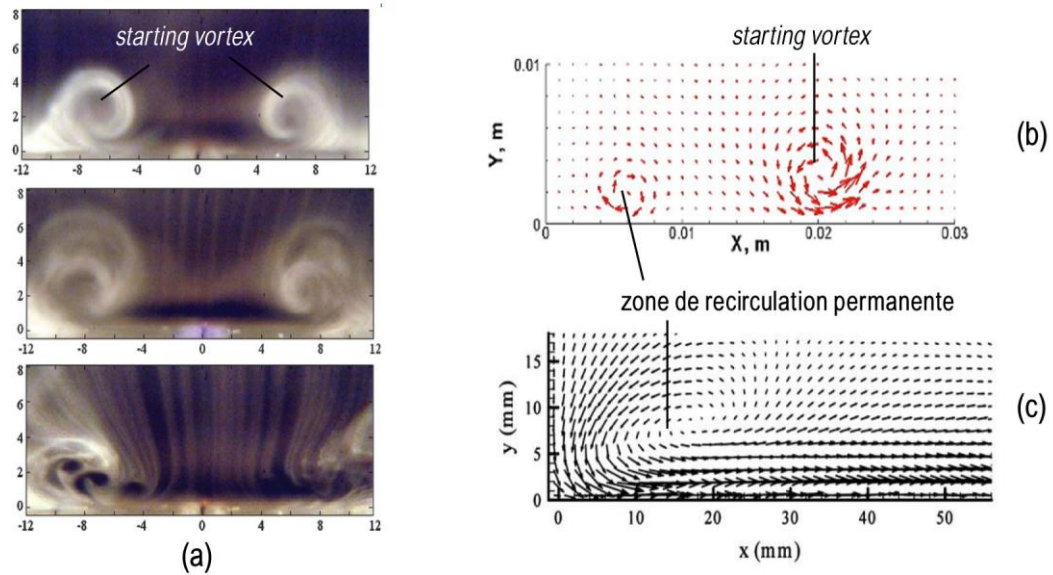 starting vortex
8
6
4
2
0
-12 -8 -4 0 4 8 12
8
6
4
2
0
-12 -8 -4 0 4 8 12
8
6
4
2
0
-12 -8 -4 0 4 8 12
(a)
starting vortex
0.01
Y, m
0
0 0.01 0.02 0.03
X, m
(b)
zone de recirculation permanente
15
10
5
0
y (mm)
0 10 20 30 40 50
x (mm)
(c)